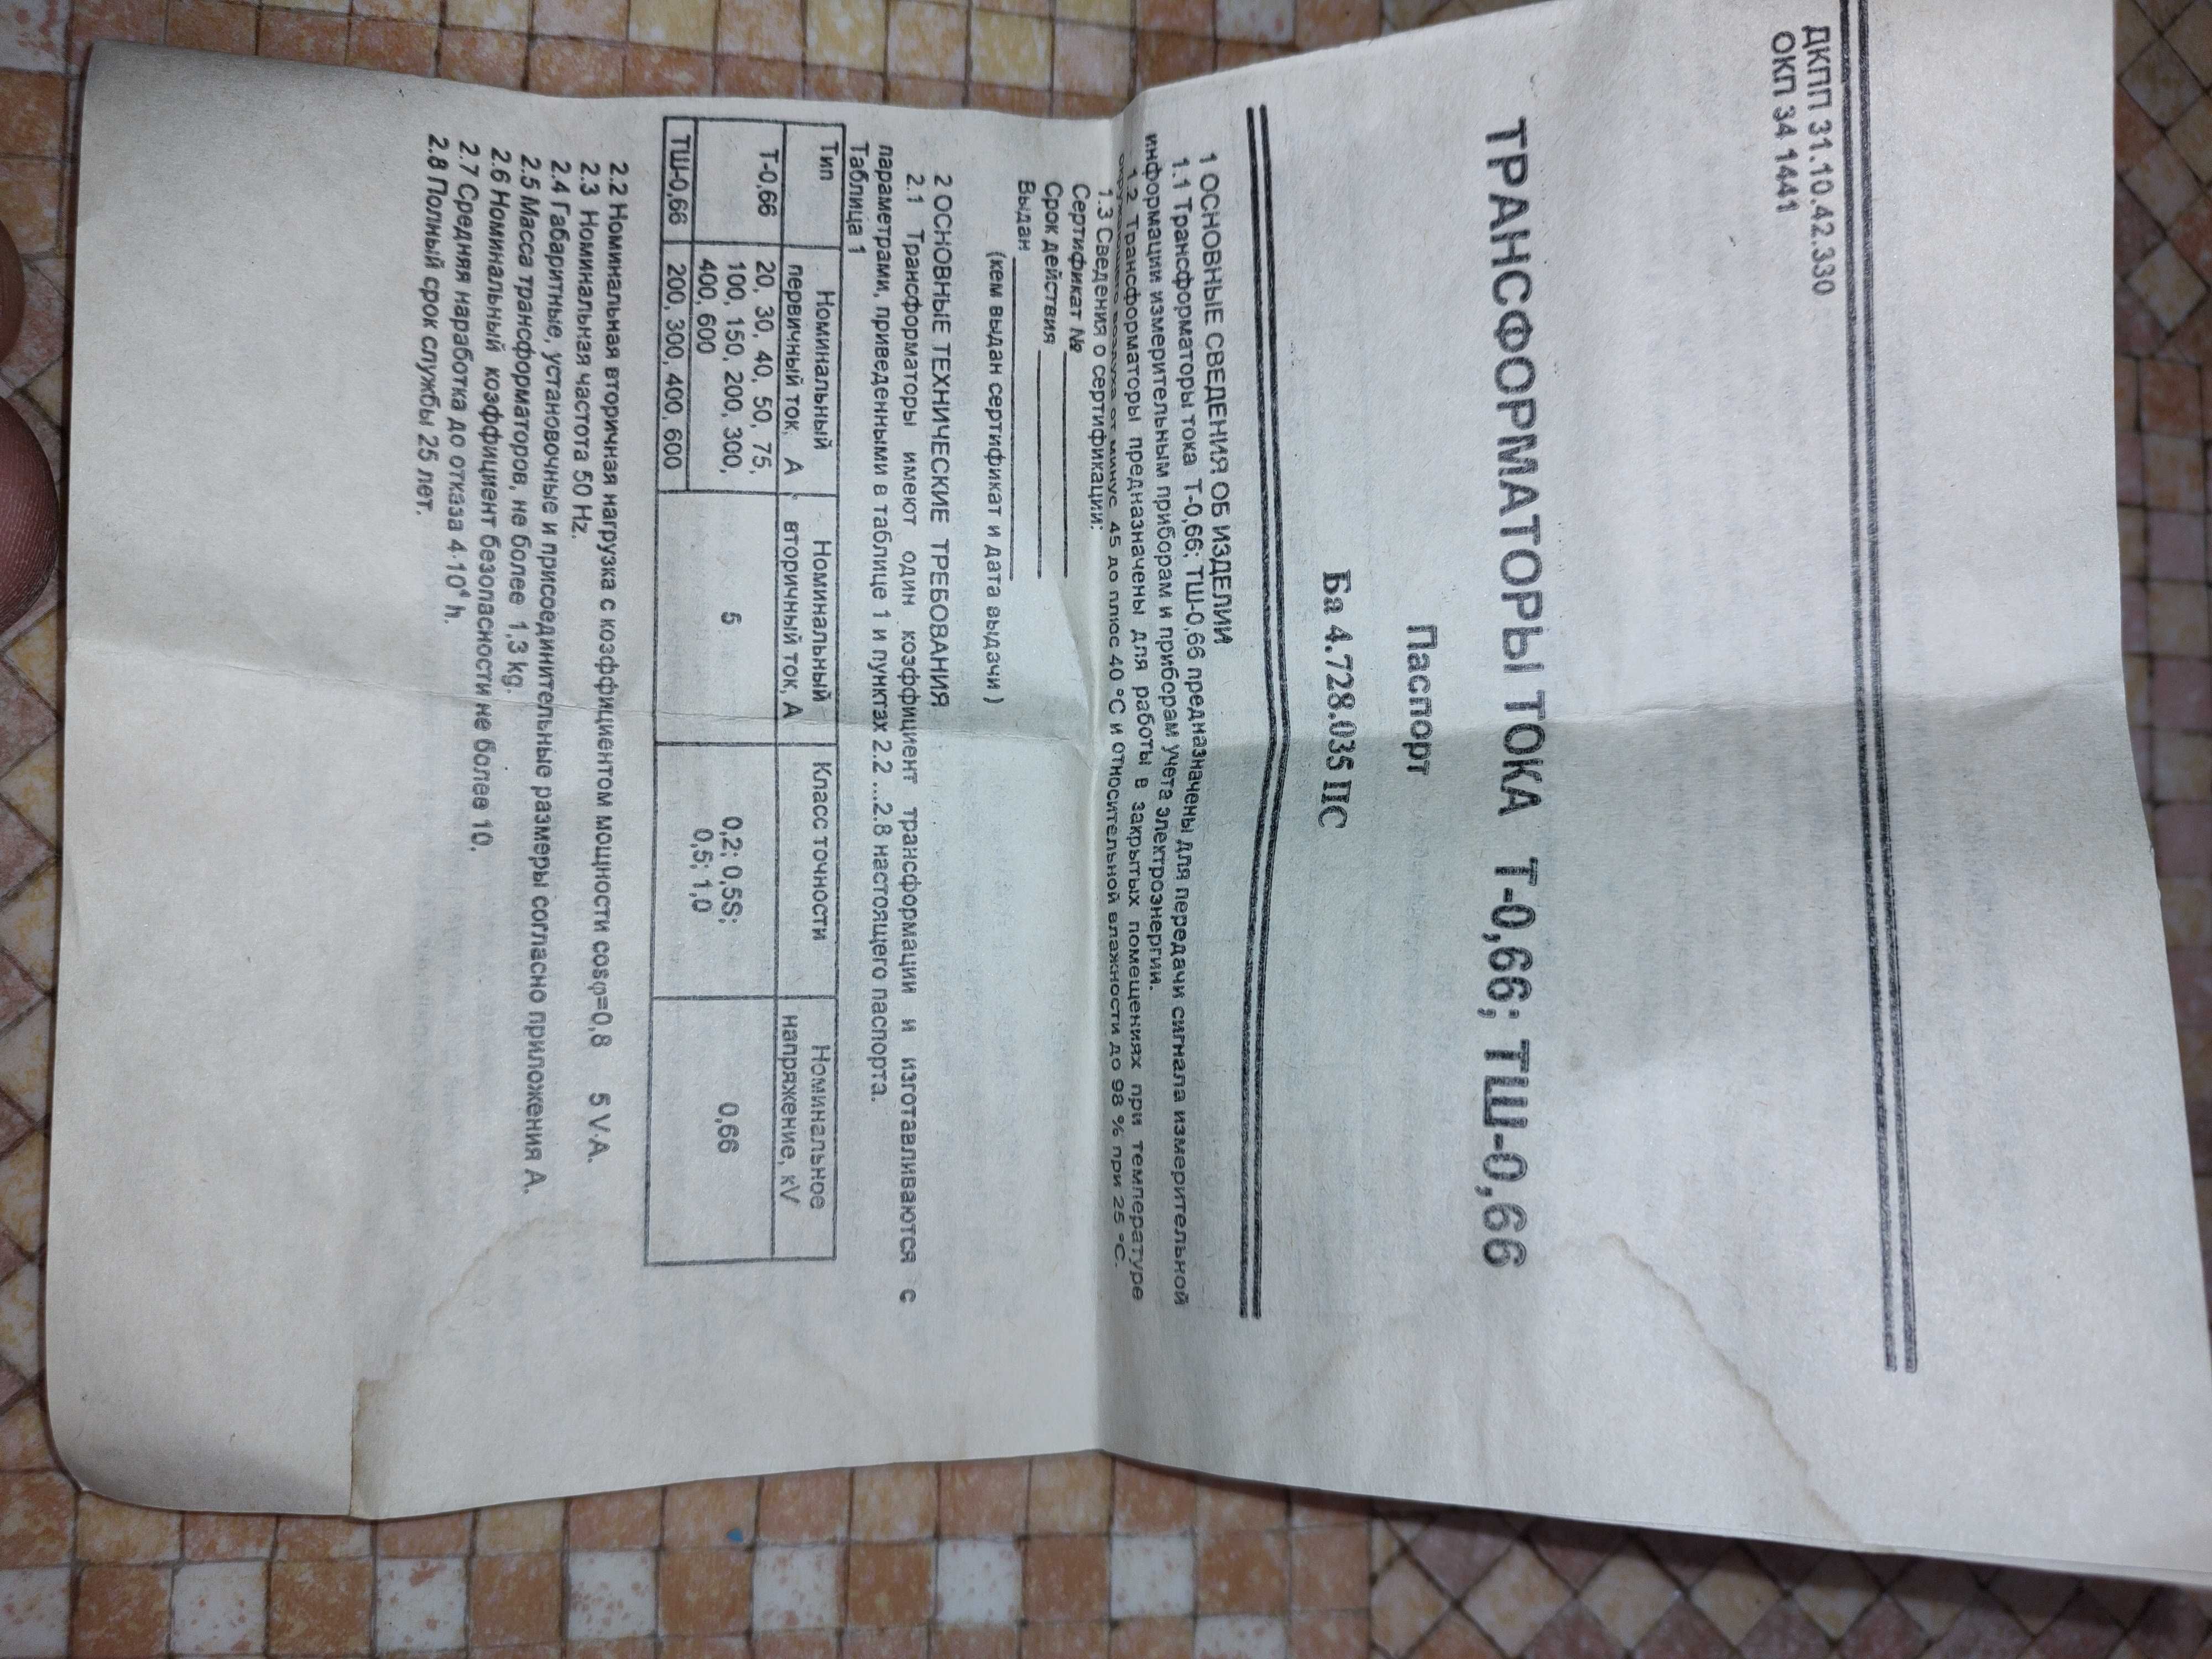 ДКПП 31.10.42.330
ОКП 34 1441
ТРАНСФОРМАТОРЫ ТОКА Т-0,66; ТШ-0,66
Паспорт
Ба 4.728.035 ПС
1 ОСНОВНЫЕ СВЕДЕНИЯ ОБ ИЗДЕЛИИ
1.1 Трансформаторы тока Т-0,66; ТШ-0,66 предназначены для передачи сигнала измерительной
информации измерительным приборам и приборам учета электроэнергии.
1.2 Трансформаторы предназначены для работы в закрытых помещениях при температуре
окружающего воздуха от минус 45 до плюс 40 °С и относительной влажности до 98 % при 25 °С.
1.3 Сведения о сертификации:
Сертификат №
Срок действия
Выдан
(кем выдан сертификат и дата выдачи )
2 ОСНОВНЫЕ ТЕХНИЧЕСКИЕ ТРЕБОВАНИЯ
2.1 Трансформаторы имеют один коэффициент трансформации и изготавливаются с
параметрами, приведенными в таблице 1 и пунктах 2.2 ...2.8 настоящего паспорта.
Таблица 1
Тип Номинальный первичный ток, А Номинальный вторичный ток, А Класс точности Номинальное напряжение, kV
Т-0,66 20, 30, 40, 50, 75,
100, 150, 200, 300, 5 0,2; 0,5S; 0,66
400, 600 0,5; 1,0
ТШ-0,66 200, 300, 400, 600
2.2 Номинальная вторичная нагрузка с коэффициентом мощности cosφ=0,8 5 V·A.
2.3 Номинальная частота 50 Hz.
2.4 Габаритные, установочные и присоединительные размеры согласно приложения А.
2.5 Масса трансформаторов, не более 1,3 kg.
2.6 Номинальный коэффициент безопасности не более 10.
2.7 Средняя наработка до отказа 4·10⁴ h.
2.8 Полный срок службы 25 лет.